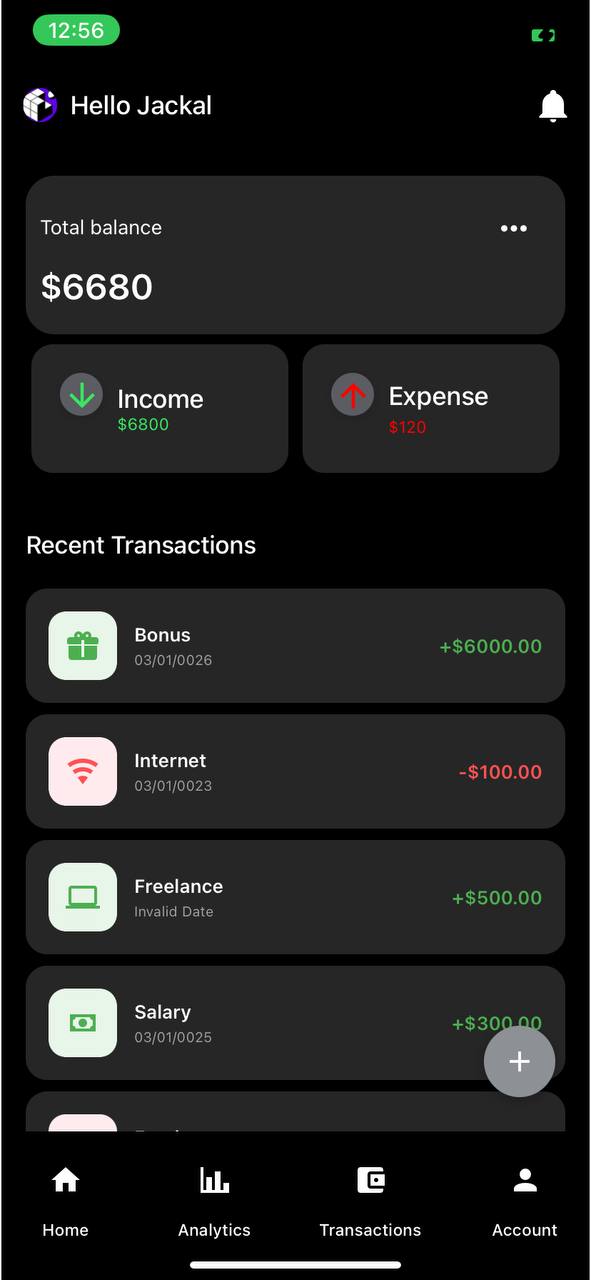 12:56
Hello Jackal
Total balance
$6680
Income
$6800
Expense
$120
Recent Transactions
Bonus
03/01/0026
+$6000.00
Internet
03/01/0023
-$100.00
Freelance
Invalid Date
+$500.00
Salary
03/01/0025
+$300.00
Home
Analytics
Transactions
Account